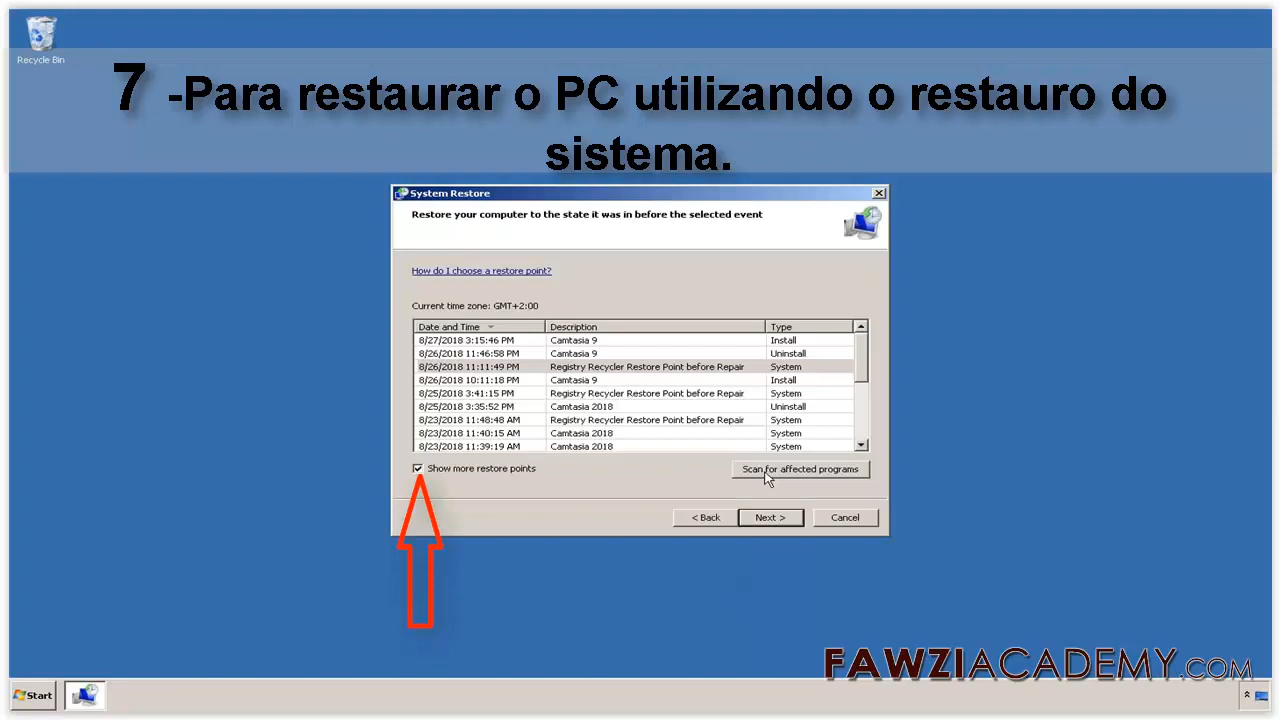 Recycle Bin
7 -Para restaurar o PC utilizando o restauro do
sistema.
System Restore
Restore your computer to the state it was in before the selected event
How do I choose a restore point?
Current time zone: GMT+2:00
Date and Time Description Type
8/27/2018 3:15:46 PM Camtasia 9 Install
8/26/2018 11:46:58 PM Camtasia 9 Uninstall
8/26/2018 11:11:49 PM Registry Recycler Restore Point before Repair System
8/26/2018 10:11:18 PM Camtasia 9 Install
8/25/2018 3:41:15 PM Registry Recycler Restore Point before Repair System
8/25/2018 3:35:52 PM Camtasia 2018 Uninstall
8/23/2018 11:48:48 AM Registry Recycler Restore Point before Repair System
8/23/2018 11:40:15 AM Camtasia 2018 System
8/23/2018 11:39:19 AM Camtasia 2018 System
Show more restore points Scan for affected programs
< Back Next > Cancel
FAWZIACADEMY.COM
Start